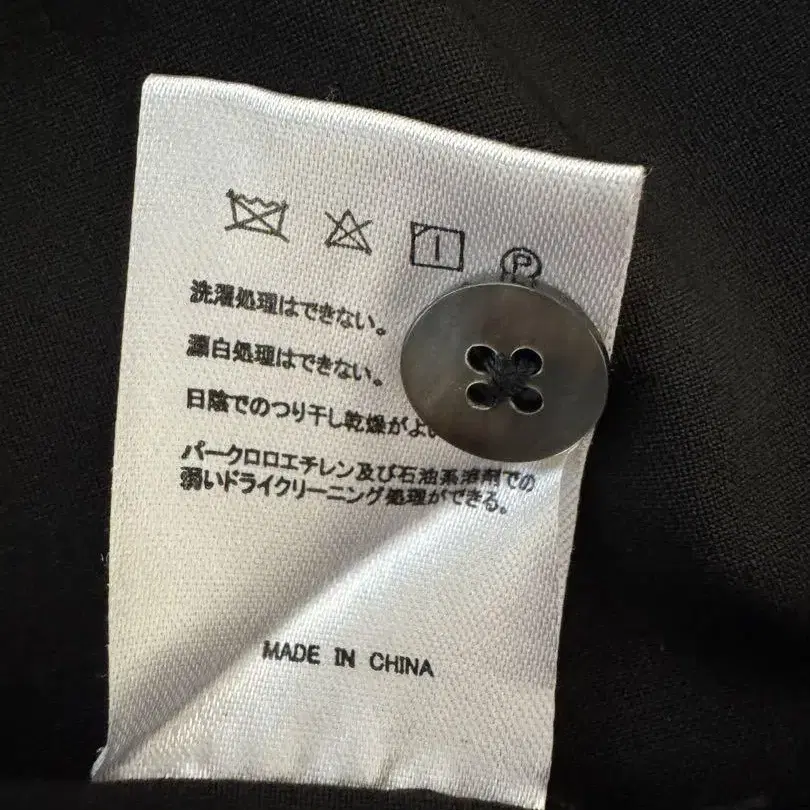 P
洗濯処理はできない。
漂白処理はできない。
日陰でのつり干し乾燥がよい
パークロロエチレン及び石油系溶剤での
弱いドライクリーニング処理ができる。
MADE IN CHINA